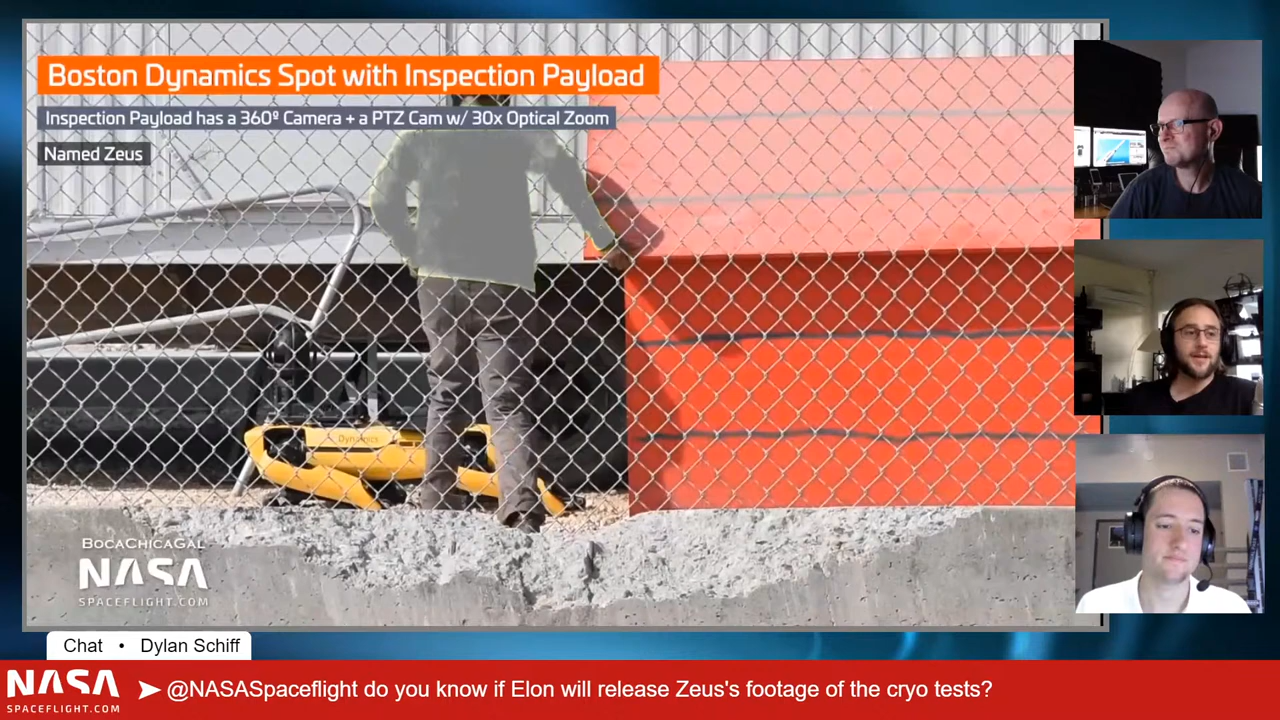 Boston Dynamics Spot with Inspection Payload
Inspection Payload has a 360º Camera + a PTZ Cam w/ 30x Optical Zoom
Named Zeus
Dynamics
BOCACHICAGAL
NASA
SPACEFLIGHT.COM
Chat • Dylan Schiff
NASA
SPACEFLIGHT.COM
@NASASpaceflight do you know if Elon will release Zeus's footage of the cryo tests?